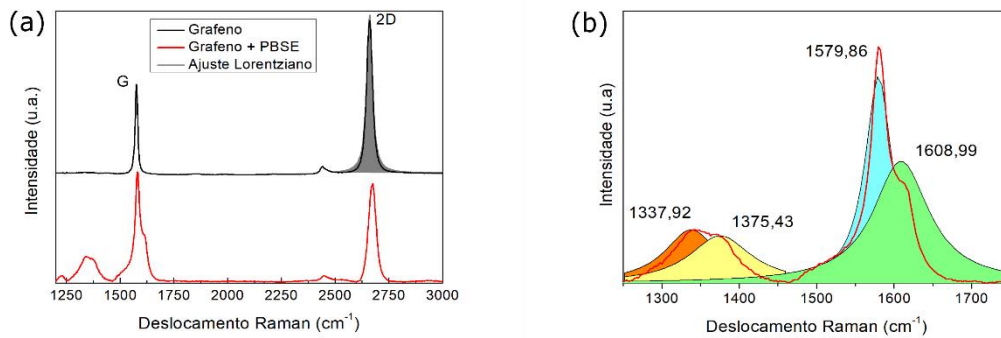 (a)
Grafeno
Grafeno + PBSE
Ajuste Lorentziano
2D
G
Intensidade (u.a.)
1250 1500 1750 2000 2250 2500 2750 3000
Deslocamento Raman (cm⁻¹)
(b)
1579,86
1608,99
1337,92
1375,43
Intensidade (u.a)
1300 1400 1500 1600 1700
Deslocamento Raman (cm⁻¹)